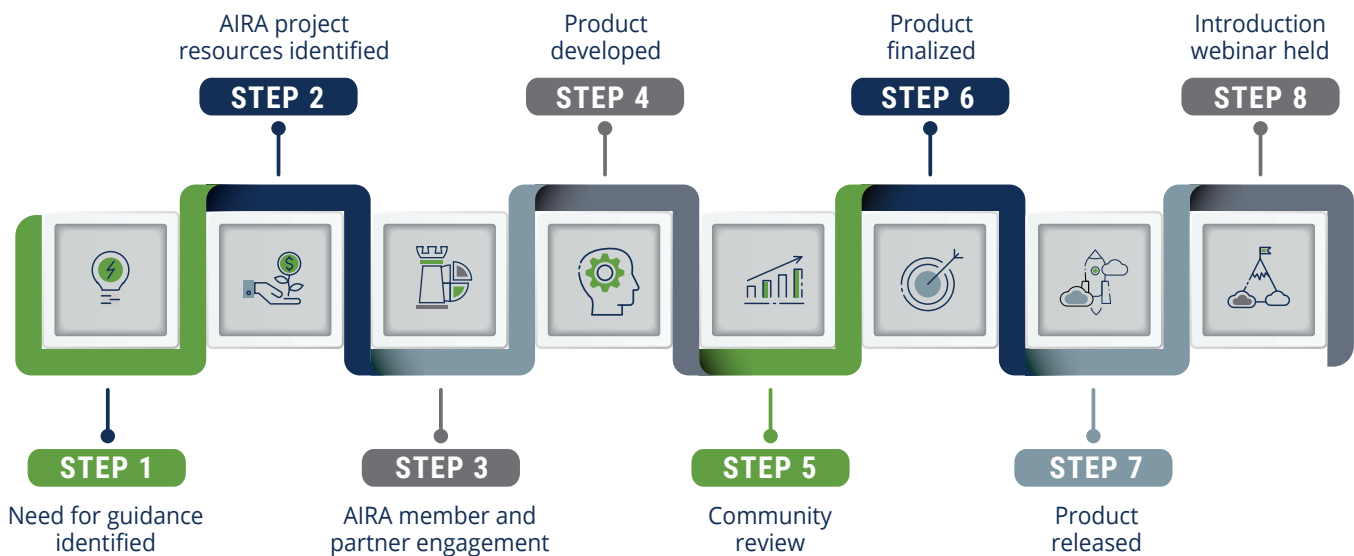 AIRA project
resources identified
STEP 2
Product
developed
STEP 4
Product
finalized
STEP 6
Introduction
webinar held
STEP 8
$
STEP 1
Need for guidance
identified
STEP 3
AIRA member and
partner engagement
STEP 5
Community
review
STEP 7
Product
released